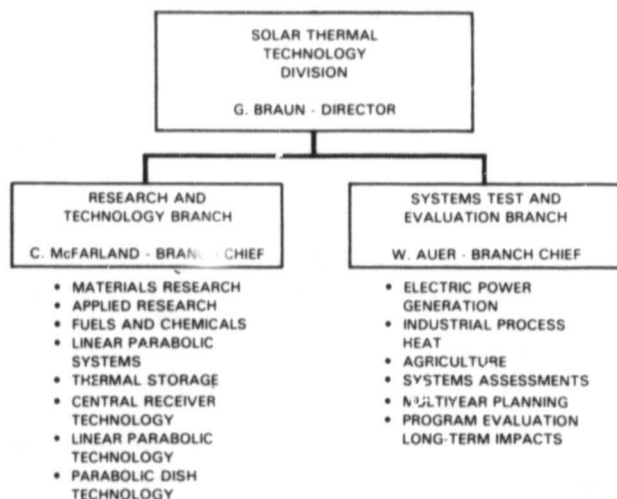 SOLAR THERMAL
TECHNOLOGY
DIVISION
G. BRAUN - DIRECTOR
RESEARCH AND
TECHNOLOGY BRANCH
C. McFARLAND - BRANCH CHIEF
• MATERIALS RESEARCH
• APPLIED RESEARCH
• FUELS AND CHEMICALS
• LINEAR PARABOLIC
SYSTEMS
• THERMAL STORAGE
• CENTRAL RECEIVER
TECHNOLOGY
• LINEAR PARABOLIC
TECHNOLOGY
• PARABOLIC DISH
TECHNOLOGY
SYSTEMS TEST AND
EVALUATION BRANCH
W. AUER - BRANCH CHIEF
• ELECTRIC POWER
GENERATION
• INDUSTRIAL PROCESS
HEAT
• AGRICULTURE
• SYSTEMS ASSESSMENTS
• MULTIYEAR PLANNING
• PROGRAM EVALUATION
LONG-TERM IMPACTS